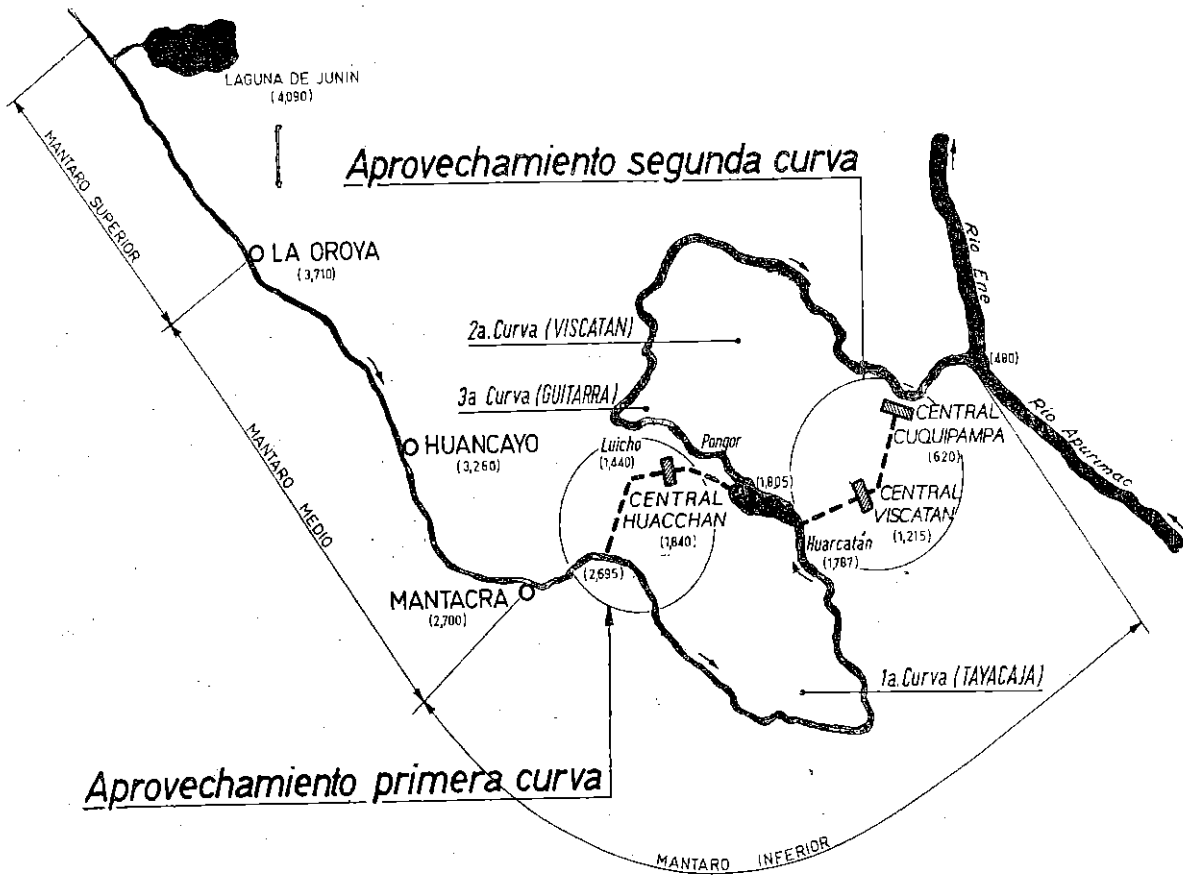 LAGUNA DE JUNIN
(4,090)
MANTARO SUPERIOR
Aprovechamiento segunda curva
LA OROYA
(3,710)
Río Ene
2a. Curva (VISCATAN)
(480)
3a Curva (GUITARRA)
CENTRAL
CUQUIPAMPA
(620)
Río Apurimac
HUANCAYO
(3,260)
Luicho
(1,440)
Pongor
(1,805)
CENTRAL
HUACCHAN
(1,840)
CENTRAL
VISCATAN
(1,215)
Huarcatán
(1,787)
MANTARO MEDIO
(2,695)
MANTACRA
(2,700)
1a. Curva (TAYACAJA)
Aprovechamiento primera curva
MANTARO INFERIOR